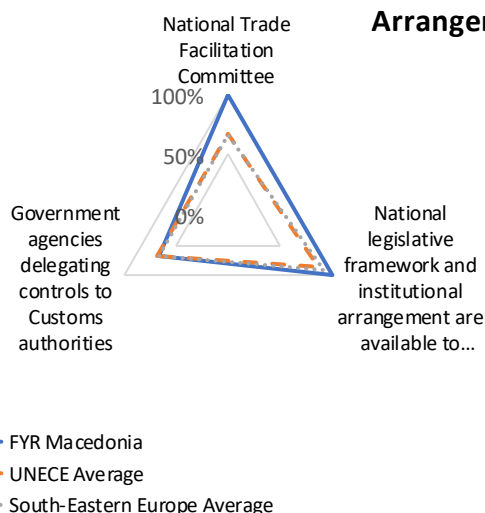 Arrangen
National Trade
Facilitation
Committee
100%
50%
0%
Government
agencies
delegating
controls to
Customs
authorities
National
legislative
framework and
institutional
arrangement are
available to…
FYR Macedonia
UNECE Average
South-Eastern Europe Average